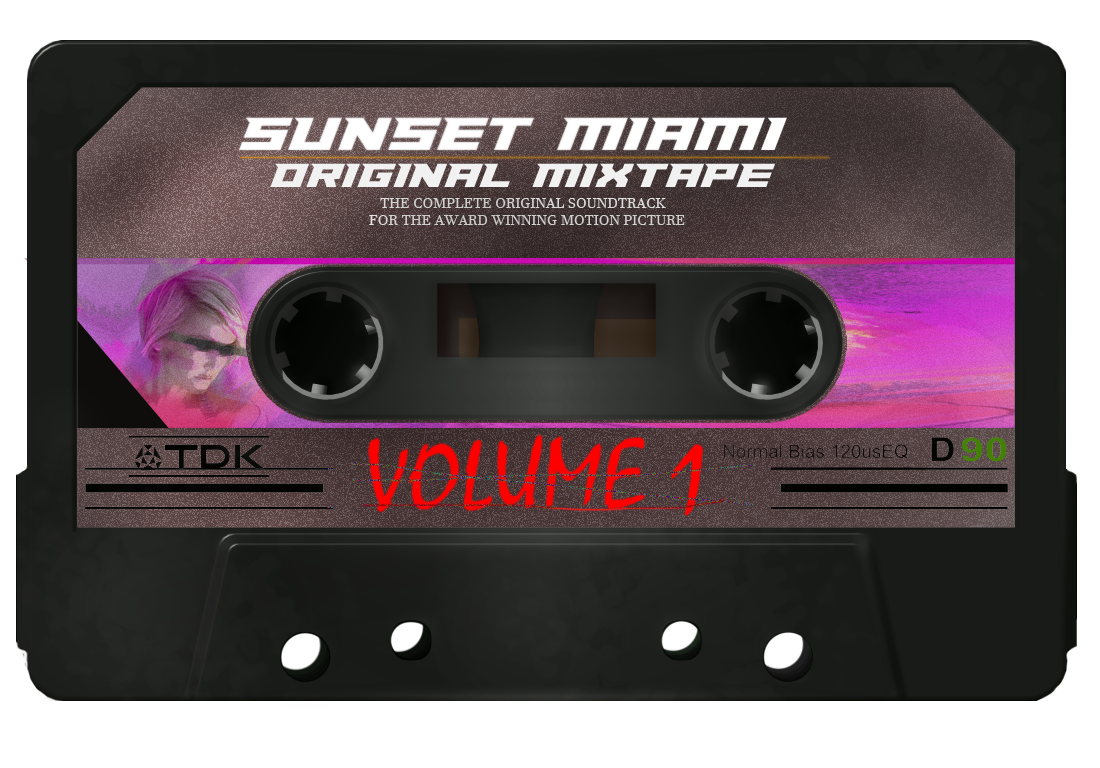 SUNSET MIAMI
ORIGINAL MIXTAPE
THE COMPLETE ORIGINAL SOUNDTRACK
FOR THE AWARD WINNING MOTION PICTURE
TDK
VOLUME 1
Normal Bias 120usEQ D 90